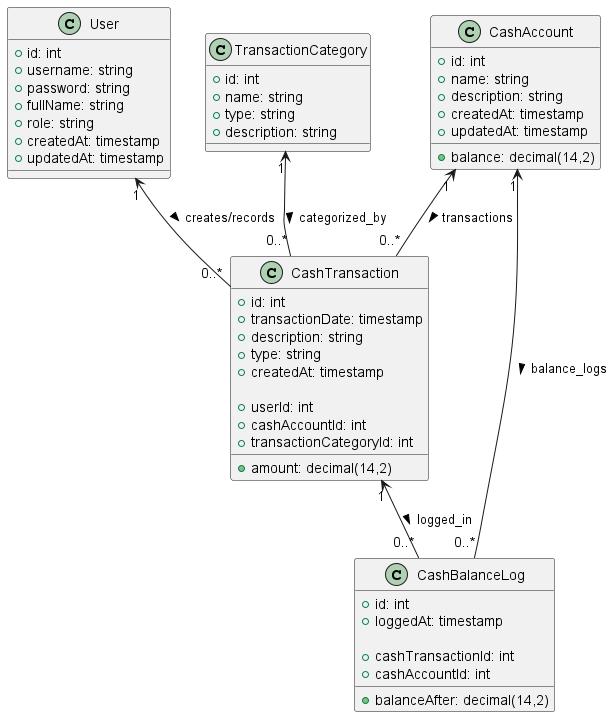 C User
id: int
username: string
password: string
fullName: string
role: string
createdAt: timestamp
updatedAt: timestamp
C TransactionCategory
id: int
name: string
type: string
description: string
C CashAccount
id: int
name: string
description: string
createdAt: timestamp
updatedAt: timestamp
balance: decimal(14,2)
1
creates/records
0..*
1
categorized_by
0..*
1
transactions
0..*
1
balance_logs
0..*
C CashTransaction
id: int
transactionDate: timestamp
description: string
type: string
createdAt: timestamp
userId: int
cashAccountId: int
transactionCategoryId: int
amount: decimal(14,2)
1
logged_in
0..*
C CashBalanceLog
id: int
loggedAt: timestamp
cashTransactionId: int
cashAccountId: int
balanceAfter: decimal(14,2)